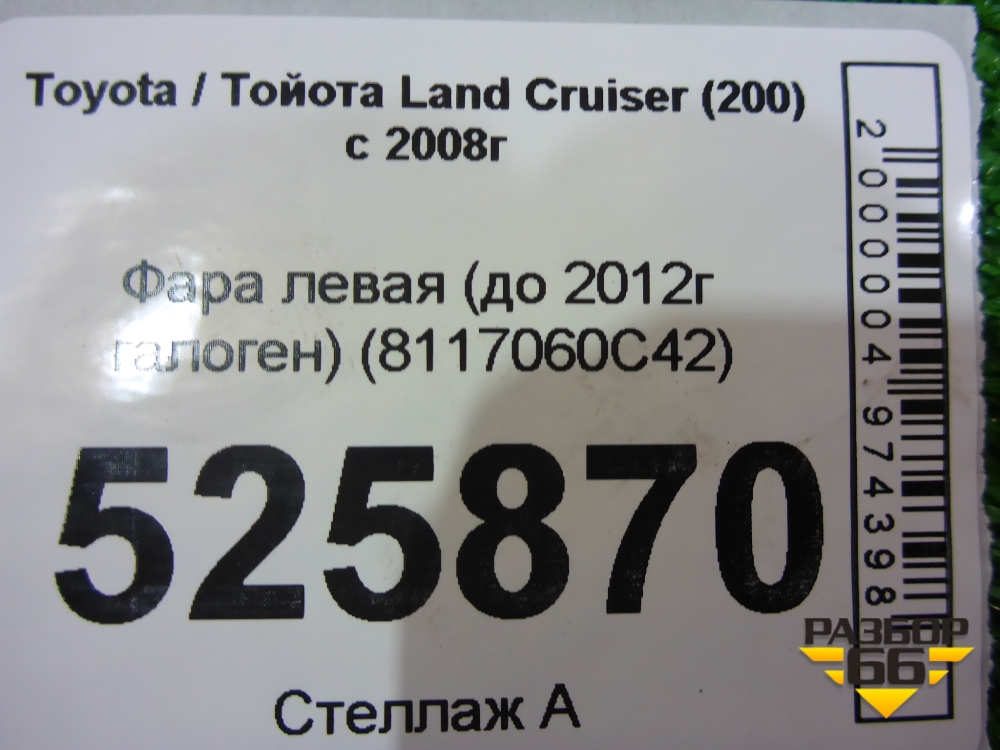 Toyota / Тойота Land Cruiser (200)
с 2008г
Фара левая (до 2012г
галоген) (8117060C42)
525870
Стеллаж А
2000004974398
РАЗБОР
66